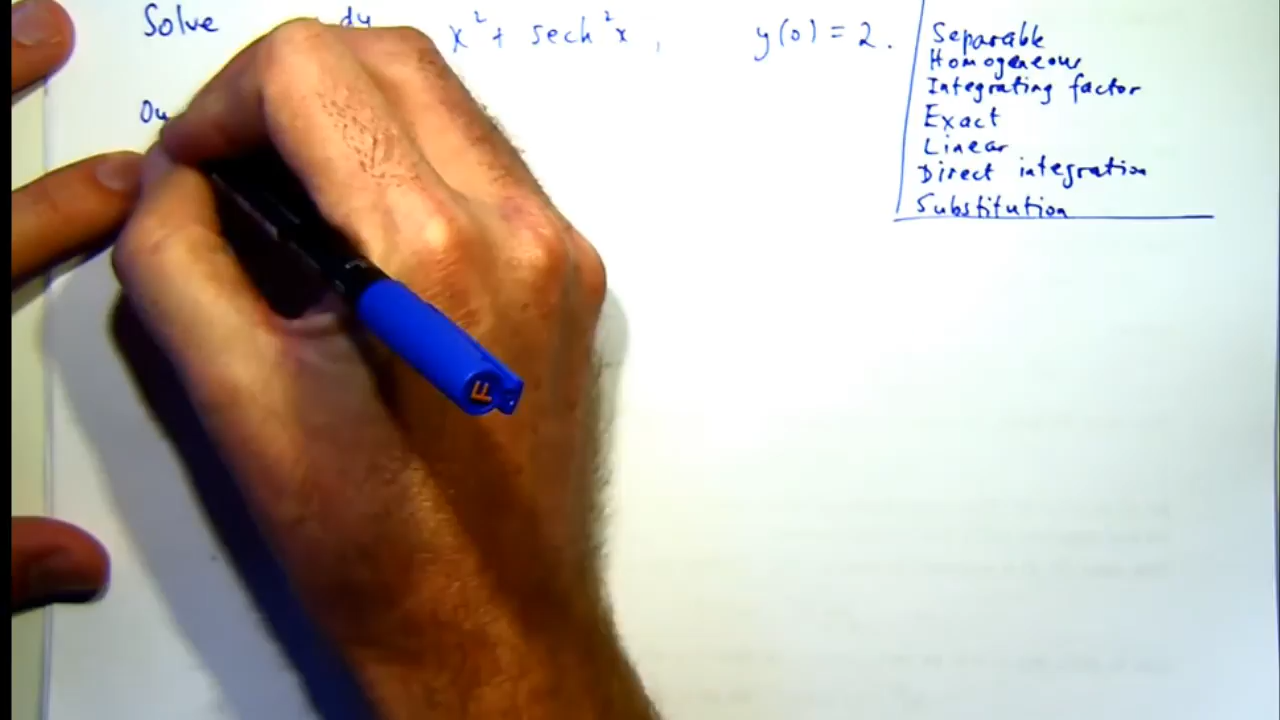 Solve dy x² + sech²x, y(0) = 2.
Ou
Separable
Homogeneous
Integrating factor
Exact
Linear
Direct integration
Substitution
F